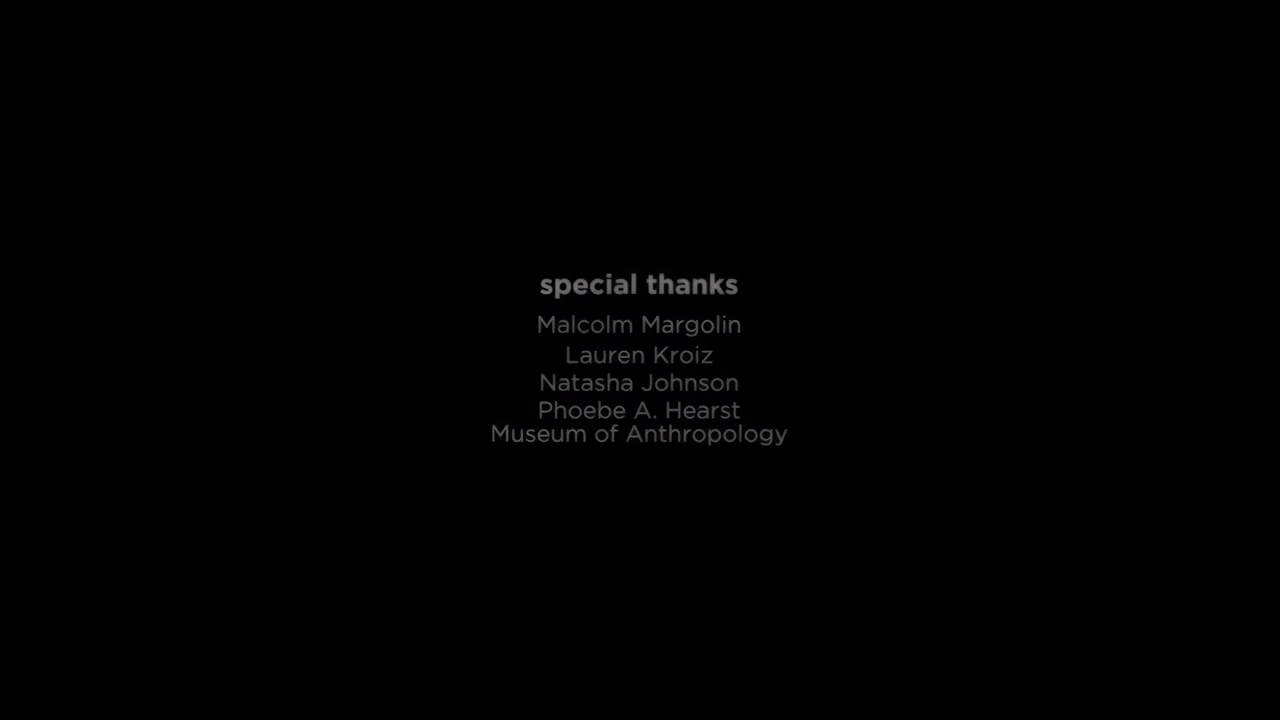 special thanks
Malcolm Margolin
Lauren Kroiz
Natasha Johnson
Phoebe A. Hearst
Museum of Anthropology